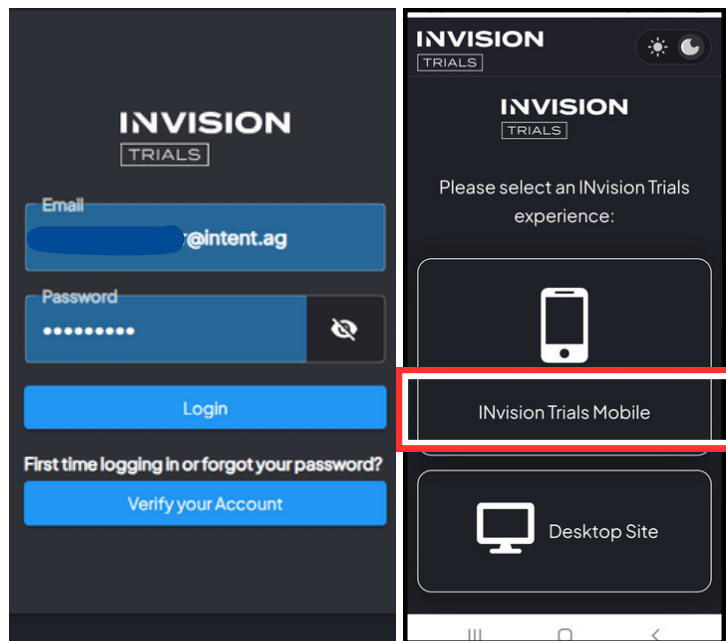 INVISION
TRIALS
Email
@intent.ag
Password
Login
First time logging in or forgot your password?
Verify your Account
INVISION
TRIALS
INVISION
TRIALS
Please select an INvision Trials
experience:
INvision Trials Mobile
Desktop Site